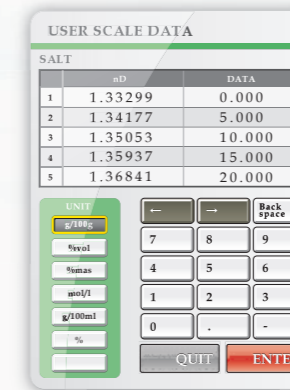 USER SCALE DATA
SALT
nD DATA
1 1.33299 0.000
2 1.34177 5.000
3 1.35053 10.000
4 1.35937 15.000
5 1.36841 20.000
UNIT
g/100g
%vol
%mas
mol/l
g/100ml
%
← → Back space
7 8 9
4 5 6
1 2 3
0 . -
QUIT ENTE